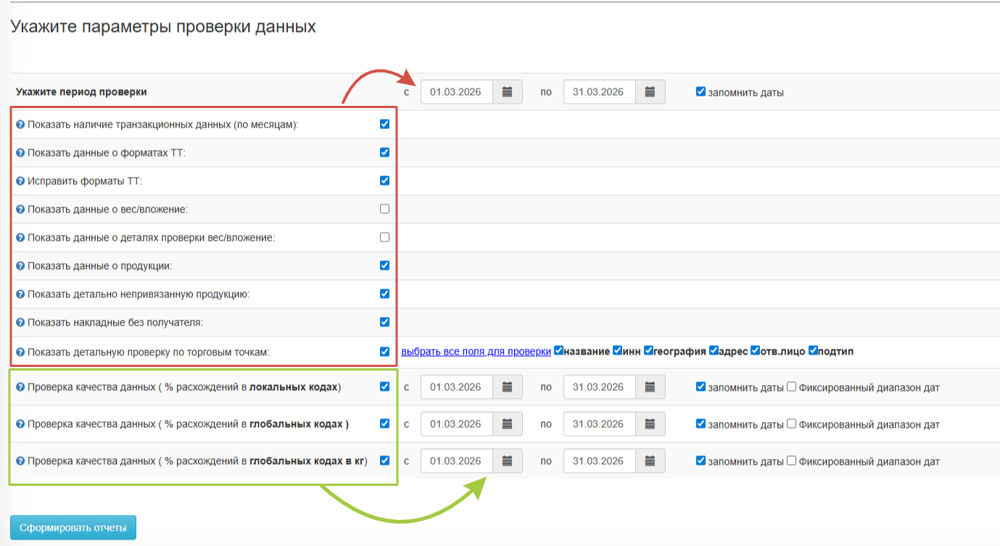 Укажите параметры проверки данных
Укажите период проверки с 01.03.2026 по 31.03.2026 запомнить даты
Показать наличие транзакционных данных (по месяцам):
Показать данные о форматах ТТ:
Исправить форматы ТТ:
Показать данные о вес/вложение:
Показать данные о деталях проверки вес/вложение:
Показать данные о продукции:
Показать детально непривязанную продукцию:
Показать накладные без получателя:
Показать детальную проверку по торговым точкам: выбрать все поля для проверки название инн география адрес отв.лицо подтип
Проверка качества данных ( % расхождений в локальных кодах) с 01.03.2026 по 31.03.2026 запомнить даты Фиксированный диапазон дат
Проверка качества данных ( % расхождений в глобальных кодах ) с 01.03.2026 по 31.03.2026 запомнить даты Фиксированный диапазон дат
Проверка качества данных ( % расхождений в глобальных кодах в кг) с 01.03.2026 по 31.03.2026 запомнить даты Фиксированный диапазон дат
Сформировать отчеты